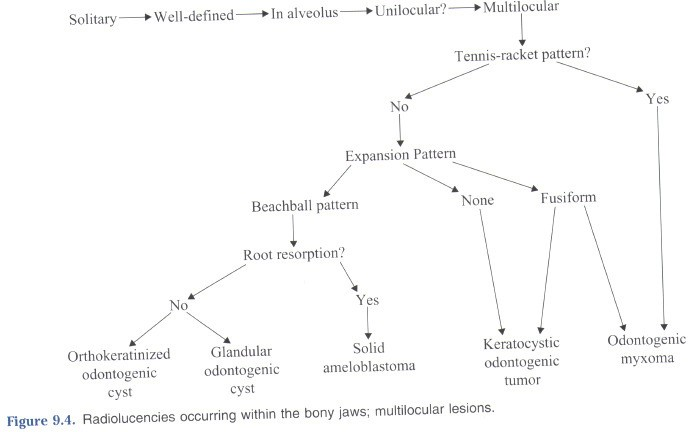 Solitary Well-defined In alveolus Unilocular? Multilocular
Tennis-racket pattern?
No
Yes
Expansion Pattern
Beachball pattern
None
Fusiform
Root resorption?
No
Yes
Orthokeratinized
odontogenic
cyst
Glandular
odontogenic
cyst
Solid
ameloblastoma
Keratocystic
odontogenic
tumor
Odontogenic
myxoma
Figure 9.4. Radiolucencies occurring within the bony jaws; multilocular lesions.